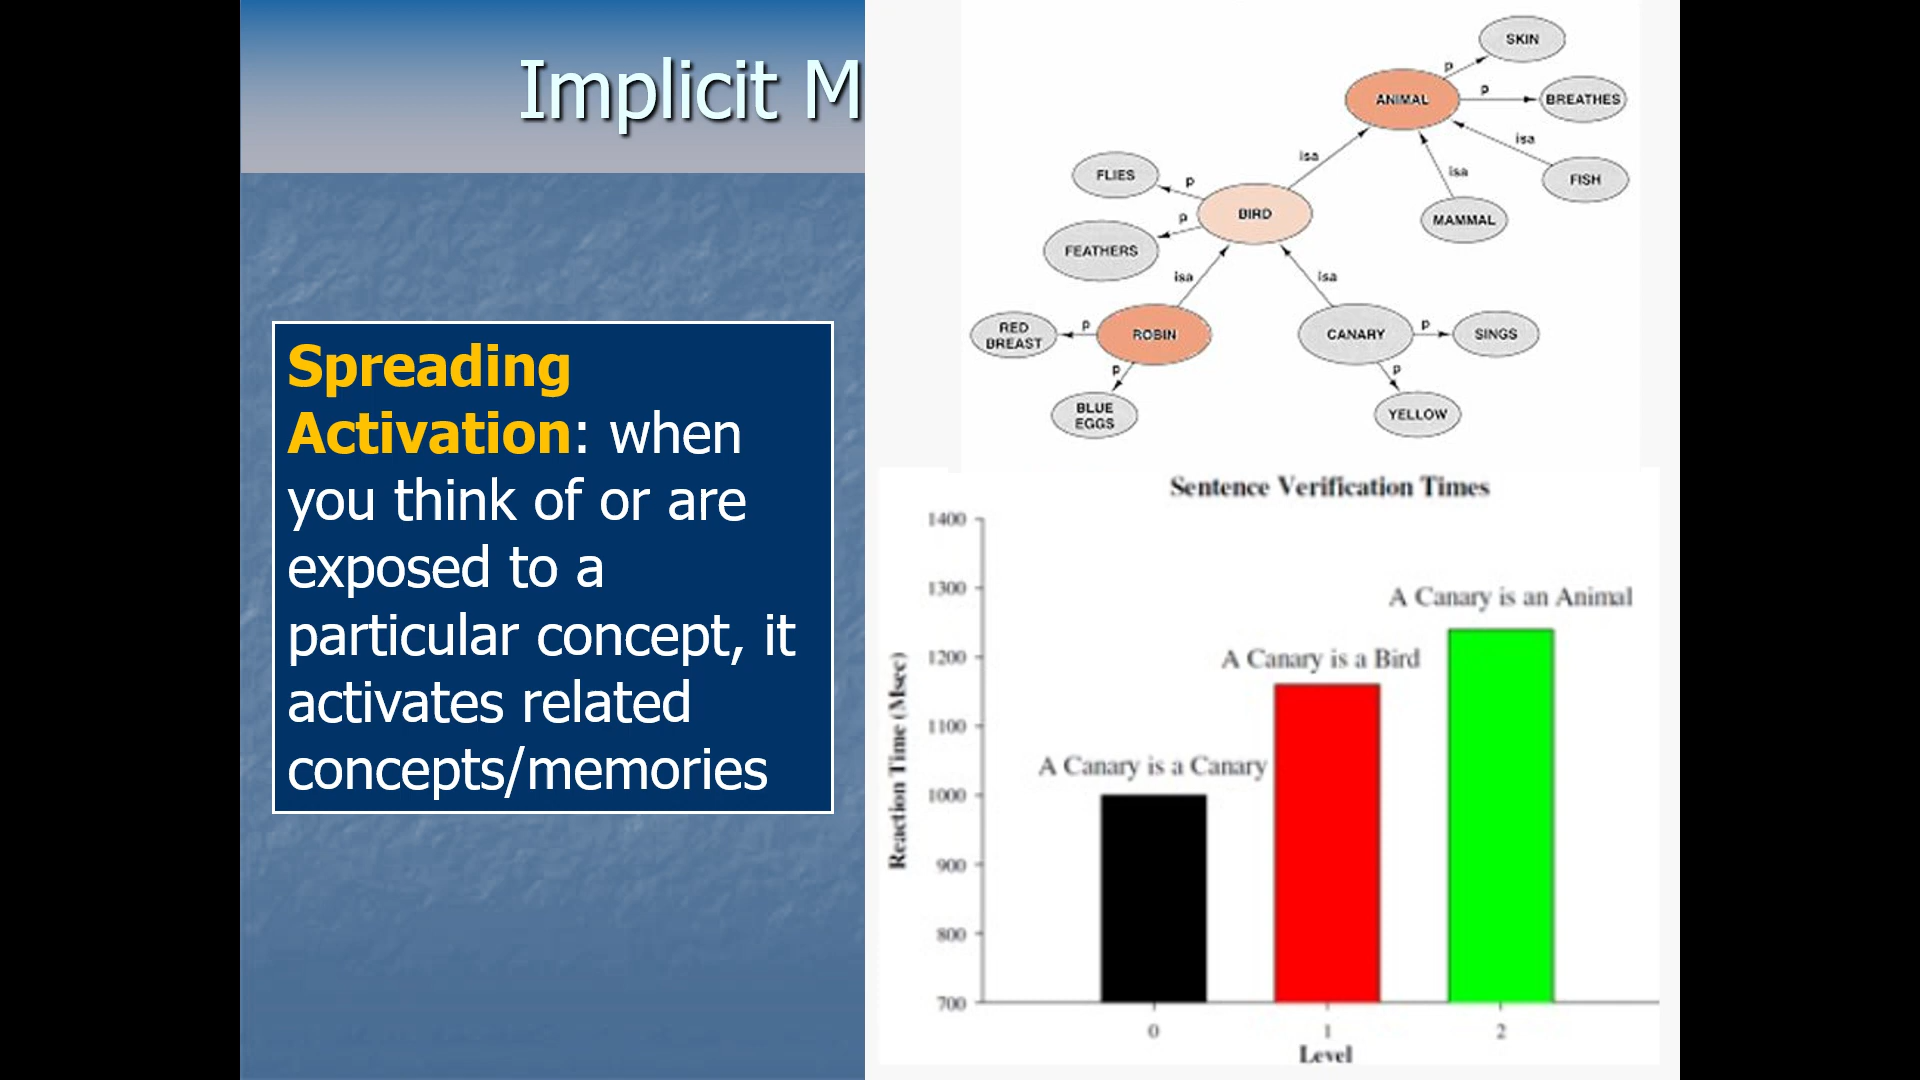 Implicit M
Spreading
Activation: when
you think of or are
exposed to a
particular concept, it
activates related
concepts/memories
SKIN
p
ANIMAL
p
BREATHES
isa
isa
isa
FISH
MAMMAL
FLIES
p
BIRD
p
FEATHERS
isa
isa
RED
BREAST
p
ROBIN
CANARY
p
SINGS
p
p
BLUE
EGGS
YELLOW
Sentence Verification Times
1400
1300
1200
1100
1000
900
800
700
Reaction Time (Msec)
A Canary is a Canary
A Canary is a Bird
A Canary is an Animal
0
1
2
Level